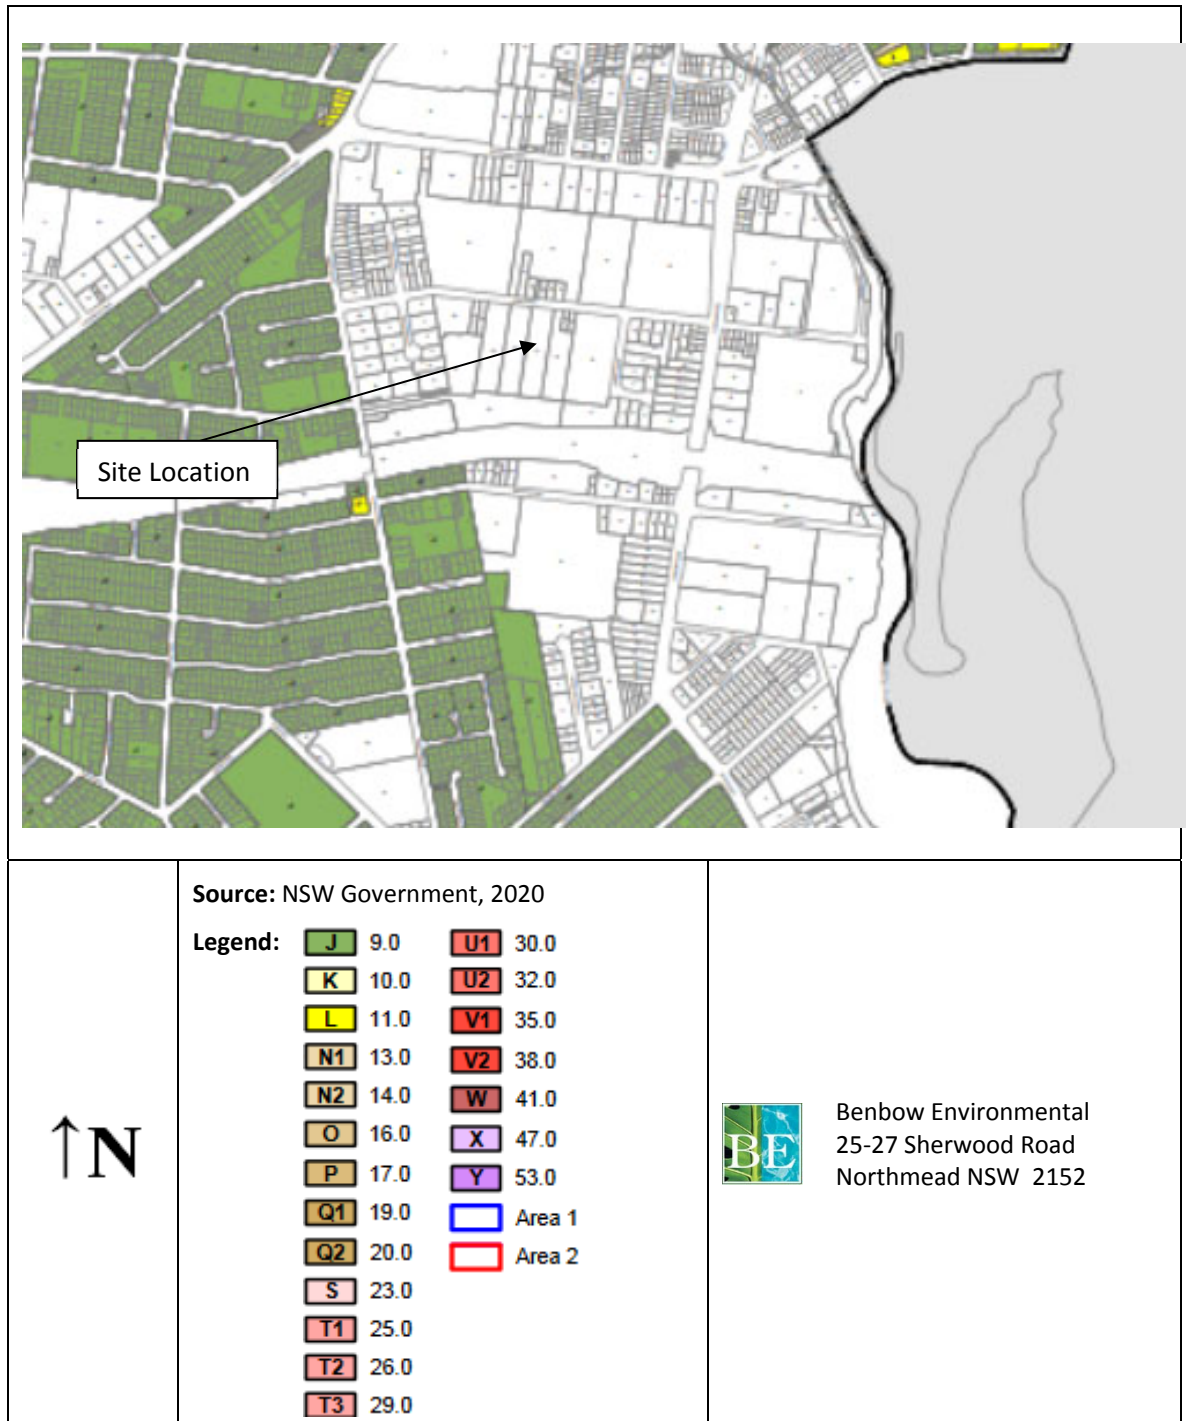 Site Location
Source: NSW Government, 2020
Legend:
J 9.0
K 10.0
L 11.0
N1 13.0
N2 14.0
O 16.0
P 17.0
Q1 19.0
Q2 20.0
S 23.0
T1 25.0
T2 26.0
T3 29.0
U1 30.0
U2 32.0
V1 35.0
V2 38.0
W 41.0
X 47.0
Y 53.0
Area 1
Area 2
↑N
BE
Benbow Environmental
25-27 Sherwood Road
Northmead NSW 2152